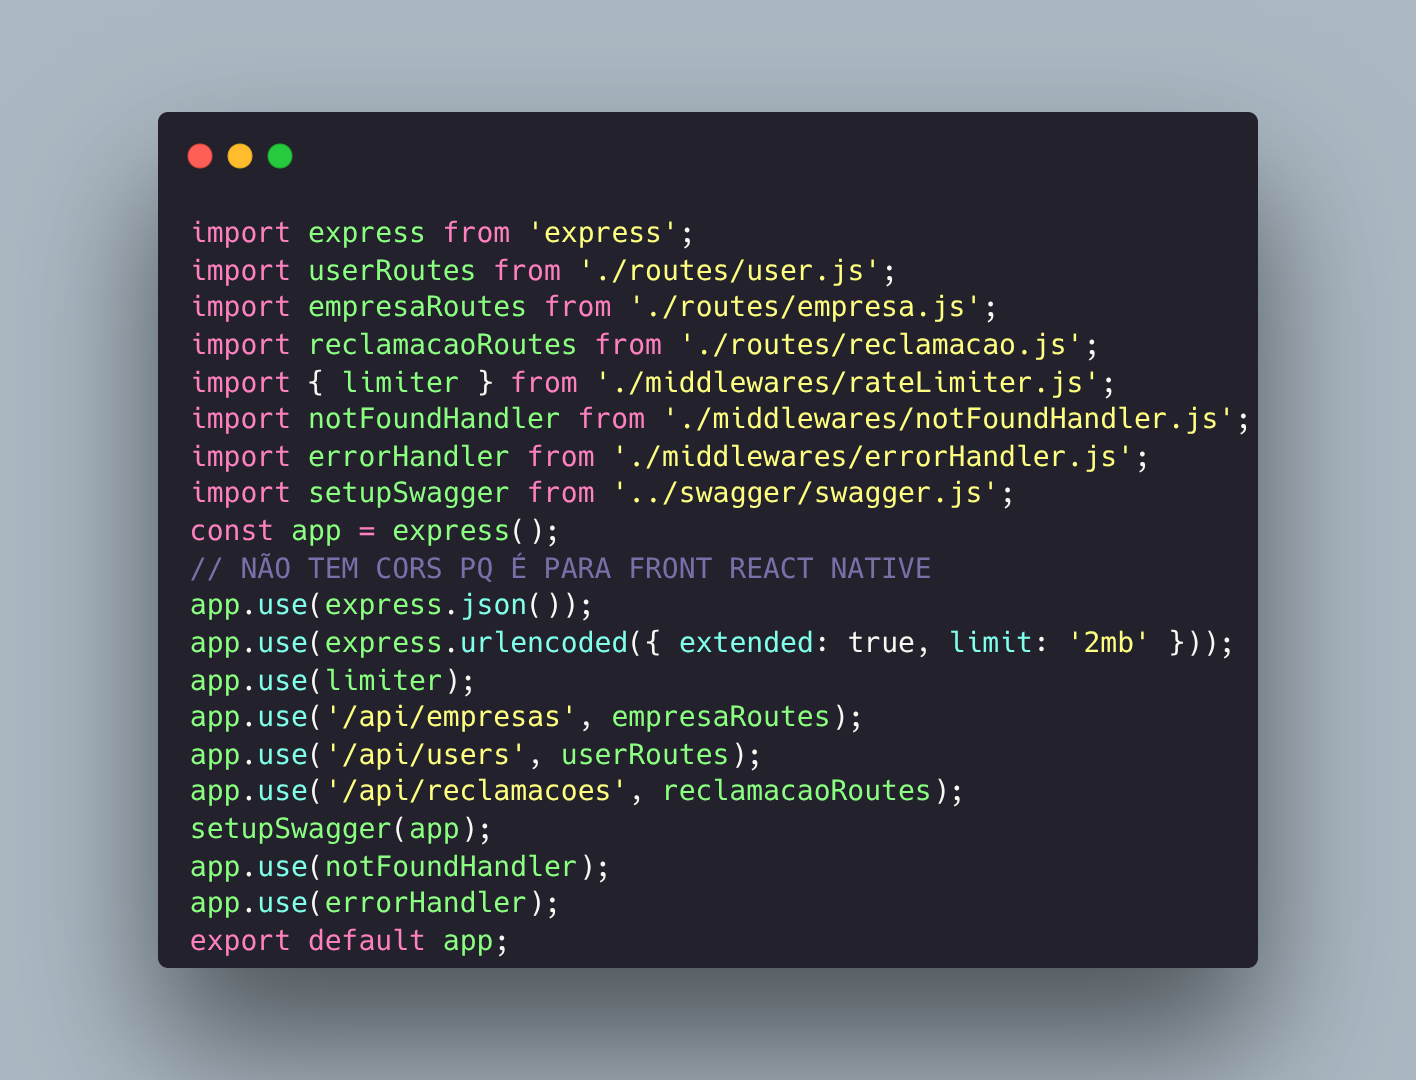 import express from 'express';
import userRoutes from './routes/user.js';
import empresaRoutes from './routes/empresa.js';
import reclamacaoRoutes from './routes/reclamacao.js';
import { limiter } from './middlewares/rateLimiter.js';
import notFoundHandler from './middlewares/notFoundHandler.js';
import errorHandler from './middlewares/errorHandler.js';
import setupSwagger from '../swagger/swagger.js';
const app = express();
// NÃO TEM CORS PQ É PARA FRONT REACT NATIVE
app.use(express.json());
app.use(express.urlencoded({ extended: true, limit: '2mb' }));
app.use(limiter);
app.use('/api/empresas', empresaRoutes);
app.use('/api/users', userRoutes);
app.use('/api/reclamacoes', reclamacaoRoutes);
setupSwagger(app);
app.use(notFoundHandler);
app.use(errorHandler);
export default app;